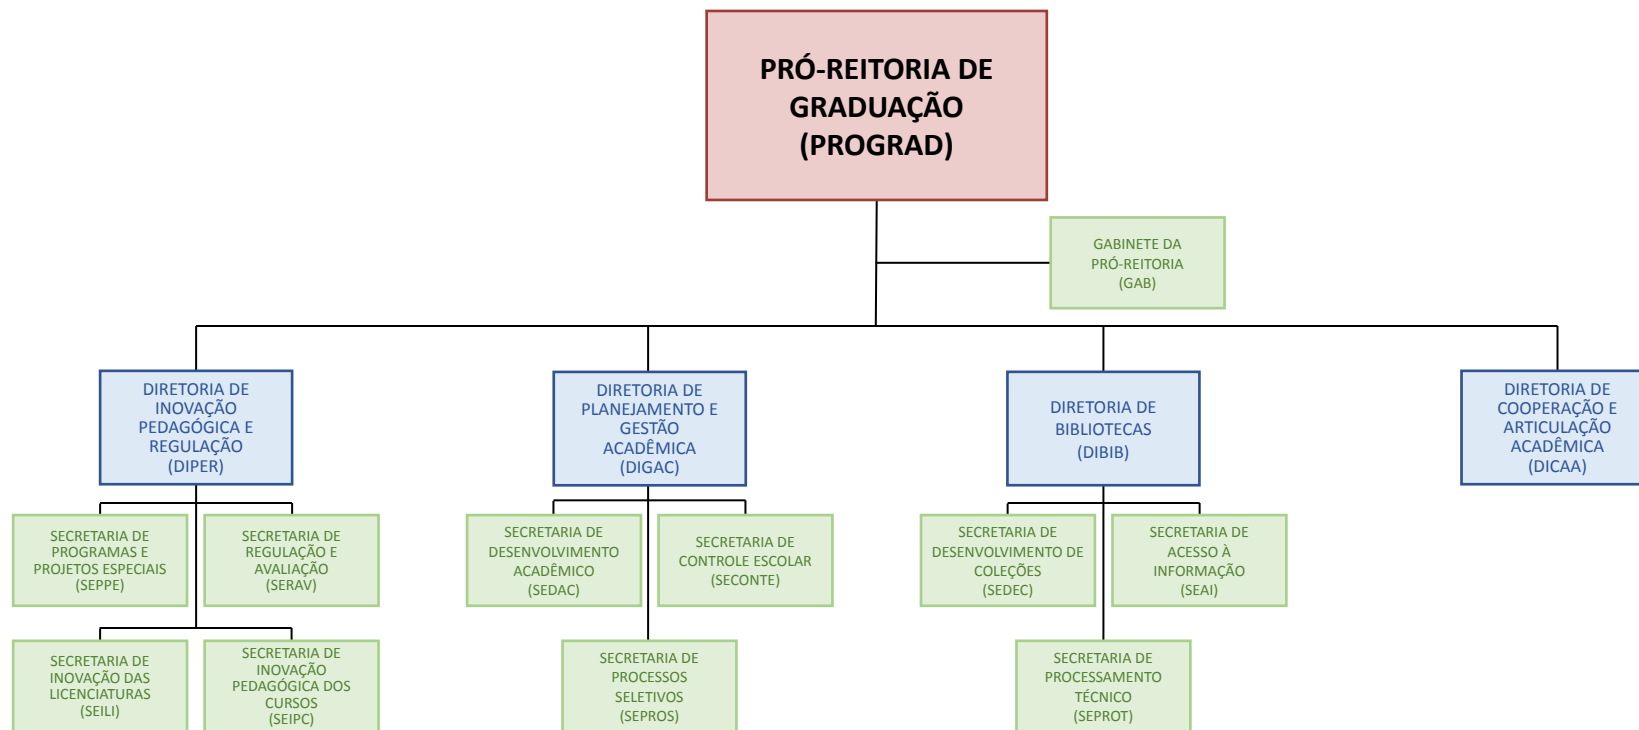 PRÓ-REITORIA DE
GRADUAÇÃO
(PROGRAD)
GABINETE DA
PRÓ-REITORIA
(GAB)
DIRETORIA DE
INOVAÇÃO
PEDAGÓGICA E
REGULAÇÃO
(DIPER)
DIRETORIA DE
PLANEJAMENTO E
GESTÃO
ACADÊMICA
(DIGAC)
DIRETORIA DE
BIBLIOTECAS
(DIBIB)
DIRETORIA DE
COOPERAÇÃO E
ARTICULAÇÃO
ACADÊMICA
(DICAA)
SECRETARIA DE
PROGRAMAS E
PROJETOS ESPECIAIS
(SEPPE)
SECRETARIA DE
REGULAÇÃO E
AVALIAÇÃO
(SERAV)
SECRETARIA DE
DESENVOLVIMENTO
ACADÊMICO
(SEDAC)
SECRETARIA DE
CONTROLE ESCOLAR
(SECONTE)
SECRETARIA DE
DESENVOLVIMENTO DE
COLEÇÕES
(SEDEC)
SECRETARIA DE
ACESSO À
INFORMAÇÃO
(SEAI)
SECRETARIA DE
INOVAÇÃO DAS
LICENCIATURAS
(SEILI)
SECRETARIA DE
INOVAÇÃO
PEDAGÓGICA DOS
CURSOS
(SEIPC)
SECRETARIA DE
PROCESSOS
SELETIVOS
(SEPROS)
SECRETARIA DE
PROCESSAMENTO
TÉCNICO
(SEPROT)